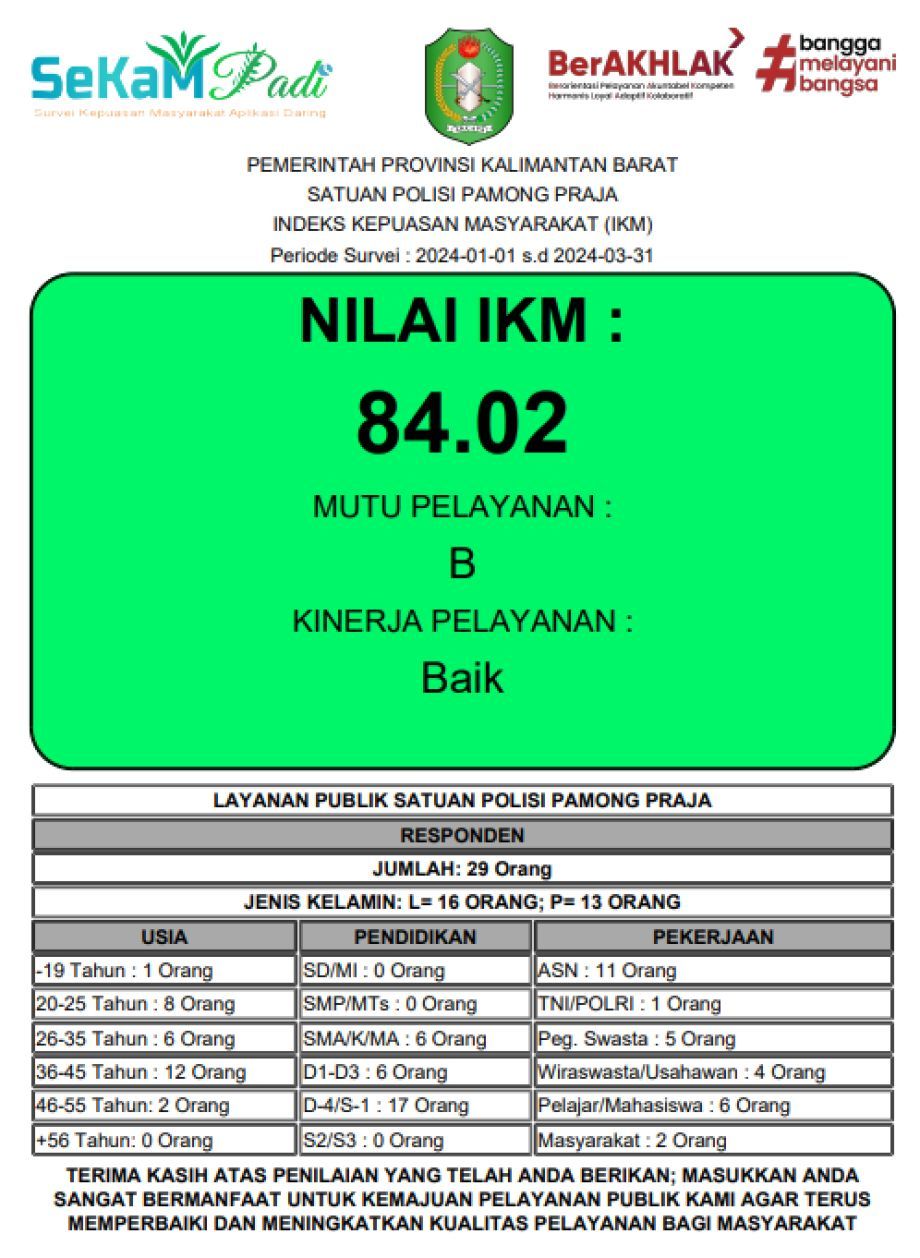 SeKaM Padi
Survei Kepuasan Masyarakat Aplikasi Daring
BerAKHLAK
Berorientasi Pelayanan Akuntabel Kompeten
Harmonis Loyal Adaptif Kolaboratif
#bangga
melayani
bangsa
PEMERINTAH PROVINSI KALIMANTAN BARAT
SATUAN POLISI PAMONG PRAJA
INDEKS KEPUASAN MASYARAKAT (IKM)
Periode Survei : 2024-01-01 s.d 2024-03-31
NILAI IKM :
84.02
MUTU PELAYANAN :
B
KINERJA PELAYANAN :
Baik
LAYANAN PUBLIK SATUAN POLISI PAMONG PRAJA
RESPONDEN
JUMLAH: 29 Orang
JENIS KELAMIN: L= 16 ORANG; P= 13 ORANG
USIA PENDIDIKAN PEKERJAAN
-19 Tahun : 1 Orang SD/MI : 0 Orang ASN : 11 Orang
20-25 Tahun : 8 Orang SMP/MTs : 0 Orang TNI/POLRI : 1 Orang
26-35 Tahun : 6 Orang SMA/K/MA : 6 Orang Peg. Swasta : 5 Orang
36-45 Tahun : 12 Orang D1-D3 : 6 Orang Wiraswasta/Usahawan : 4 Orang
46-55 Tahun: 2 Orang D-4/S-1 : 17 Orang Pelajar/Mahasiswa : 6 Orang
+56 Tahun: 0 Orang S2/S3 : 0 Orang Masyarakat : 2 Orang
TERIMA KASIH ATAS PENILAIAN YANG TELAH ANDA BERIKAN; MASUKKAN ANDA
SANGAT BERMANFAAT UNTUK KEMAJUAN PELAYANAN PUBLIK KAMI AGAR TERUS
MEMPERBAIKI DAN MENINGKATKAN KUALITAS PELAYANAN BAGI MASYARAKAT